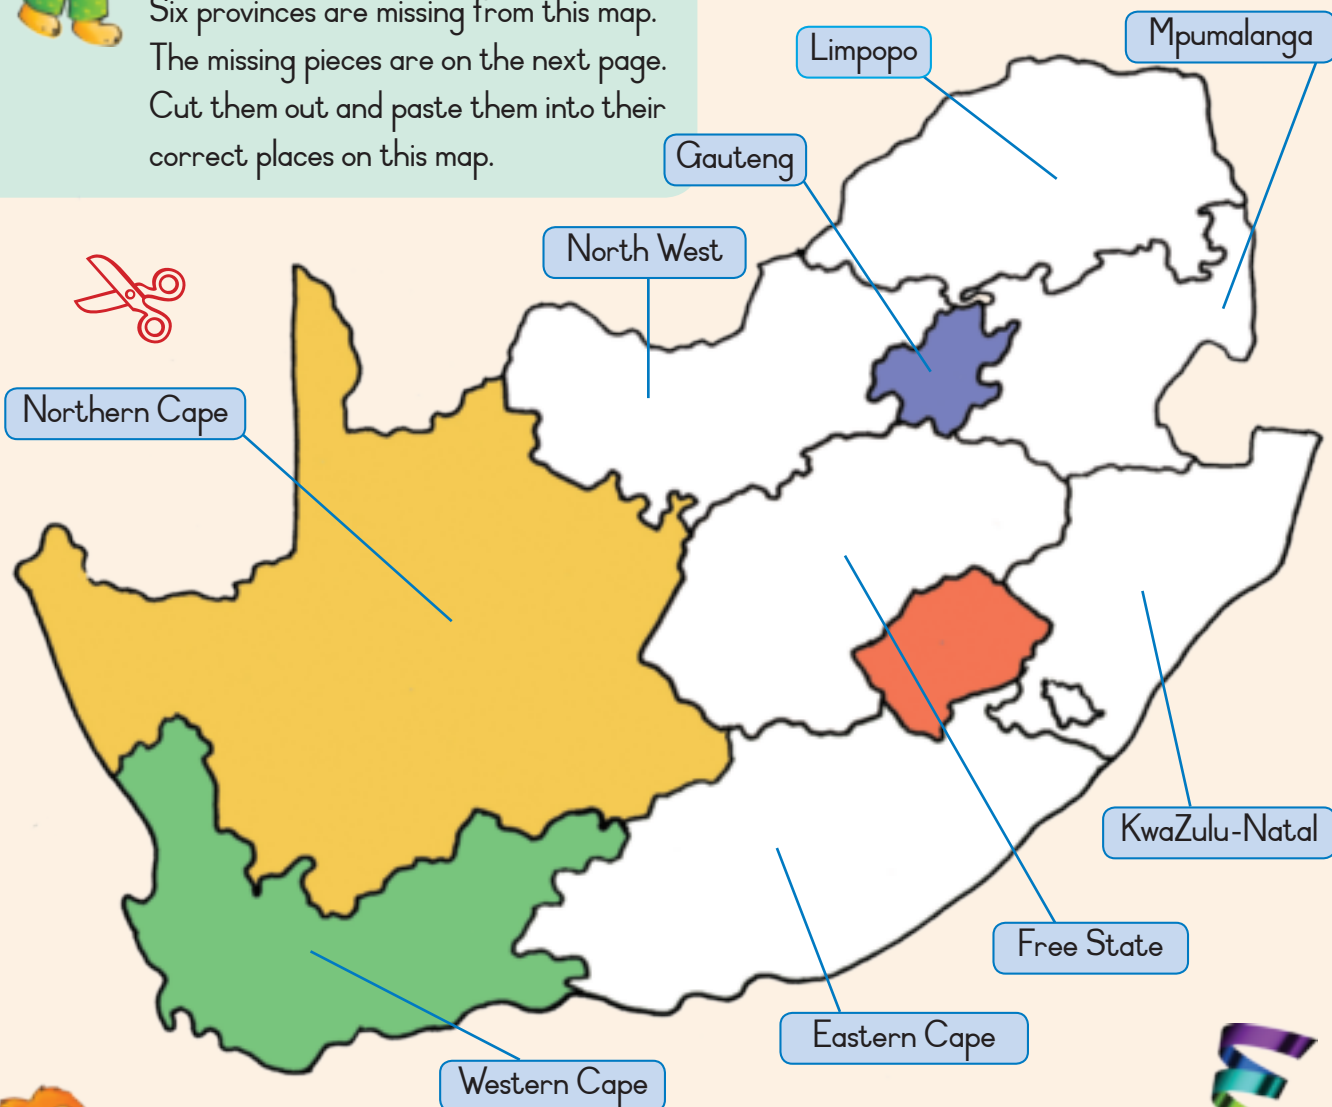 Six provinces are missing from this map.
The missing pieces are on the next page.
Cut them out and paste them into their
correct places on this map.
Mpumalanga
Limpopo
Gauteng
North West
Northern Cape
KwaZulu-Natal
Free State
Eastern Cape
Western Cape